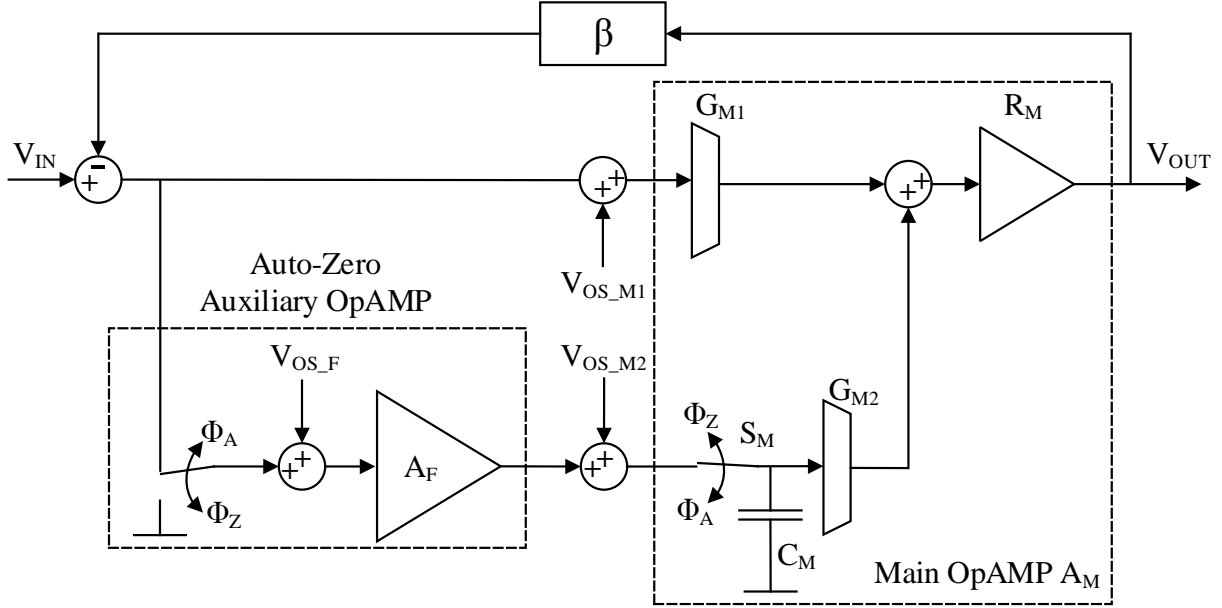 β
G_M1
R_M
V_IN
-
+
+ +
+ +
V_OUT
V_OS_M1
Auto-Zero
Auxiliary OpAMP
V_OS_F
V_OS_M2
G_M2
Φ_A
Φ_Z
+ +
A_F
+ +
Φ_Z
S_M
Φ_A
C_M
Main OpAMP A_M